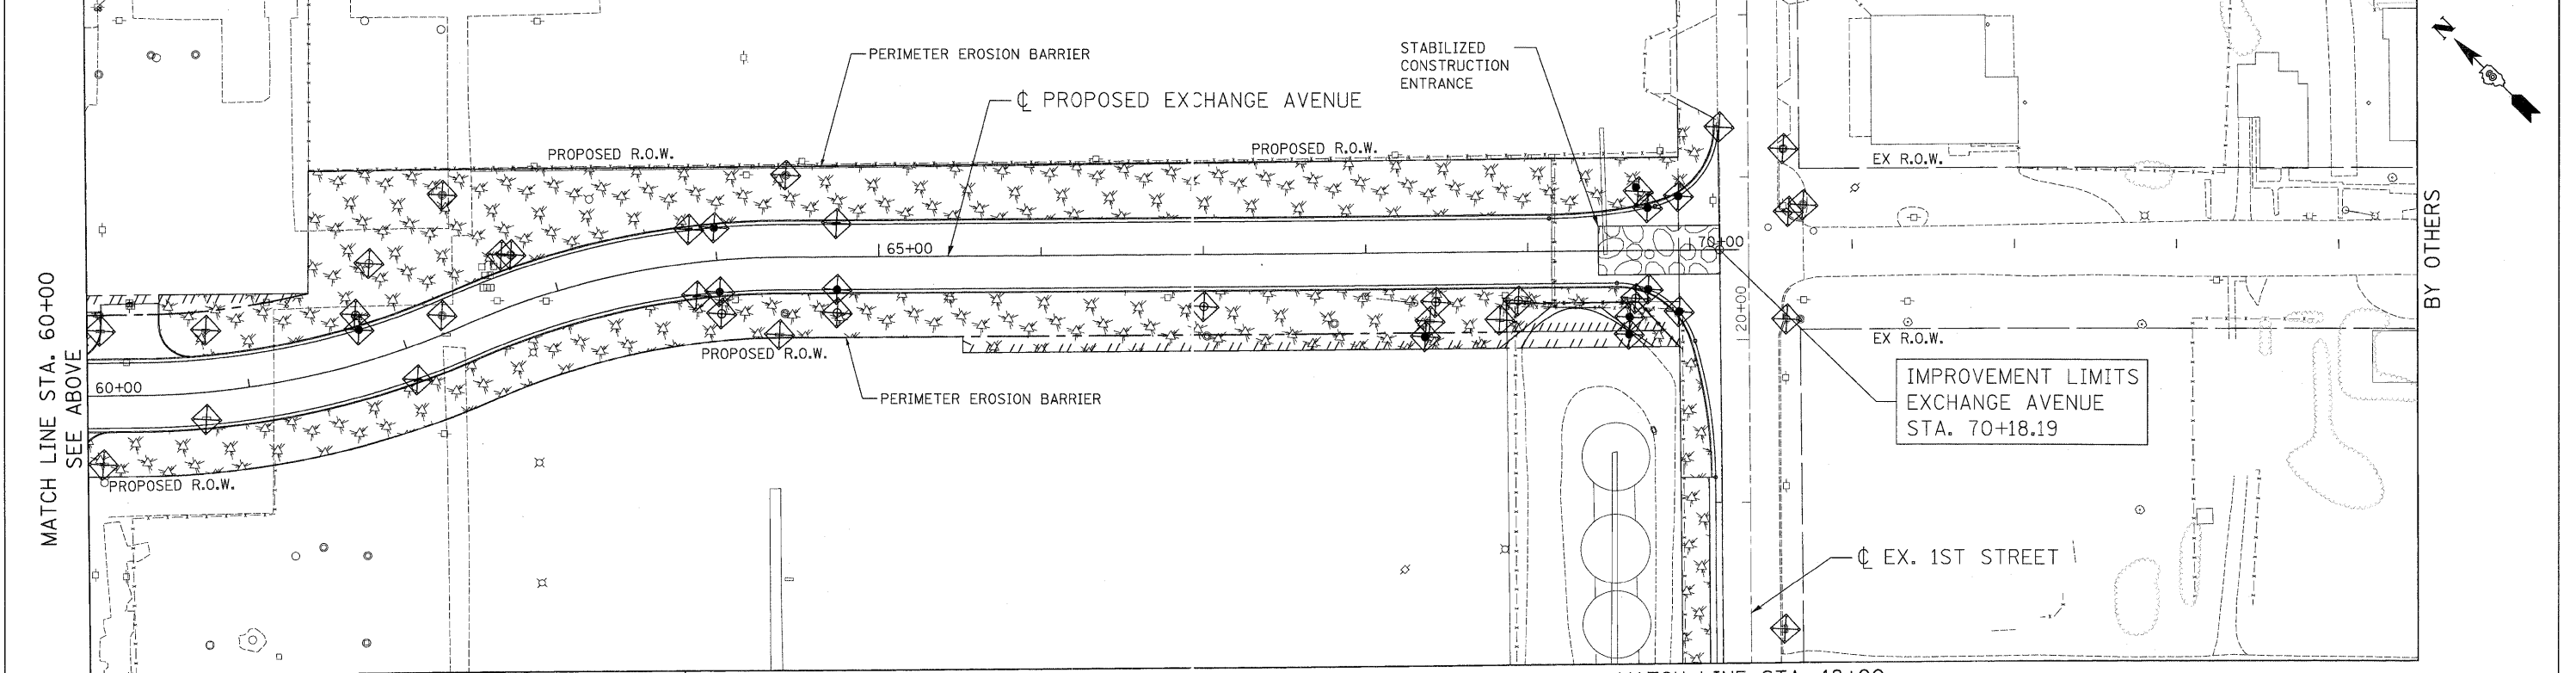 PERIMETER EROSION BARRIER
STABILIZED
CONSTRUCTION
ENTRANCE
N
℄ PROPOSED EXCHANGE AVENUE
PROPOSED R.O.W.
PROPOSED R.O.W.
EX R.O.W.
65+00
70+00
MATCH LINE STA. 60+00
SEE ABOVE
BY OTHERS
120+00
EX R.O.W.
PROPOSED R.O.W.
60+00
PERIMETER EROSION BARRIER
IMPROVEMENT LIMITS
EXCHANGE AVENUE
STA. 70+18.19
PROPOSED R.O.W.
℄ EX. 1ST STREET